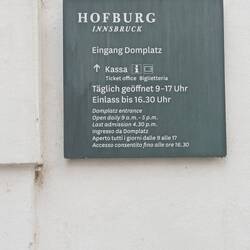 HOFBURG
INNSBRUCK
Eingang Domplatz
↑ Kassa i
Ticket office Biglietteria
Täglich geöffnet 9-17 Uhr
Einlass bis 16.30 Uhr
Domplatz entrance
Open daily 9 a.m. - 5 p.m.
Last admission 4.30 p.m.
Ingresso da Domplatz
Aperto tutti i giorni dalle 9 alle 17
Accesso consentito fino alle ore 16.30